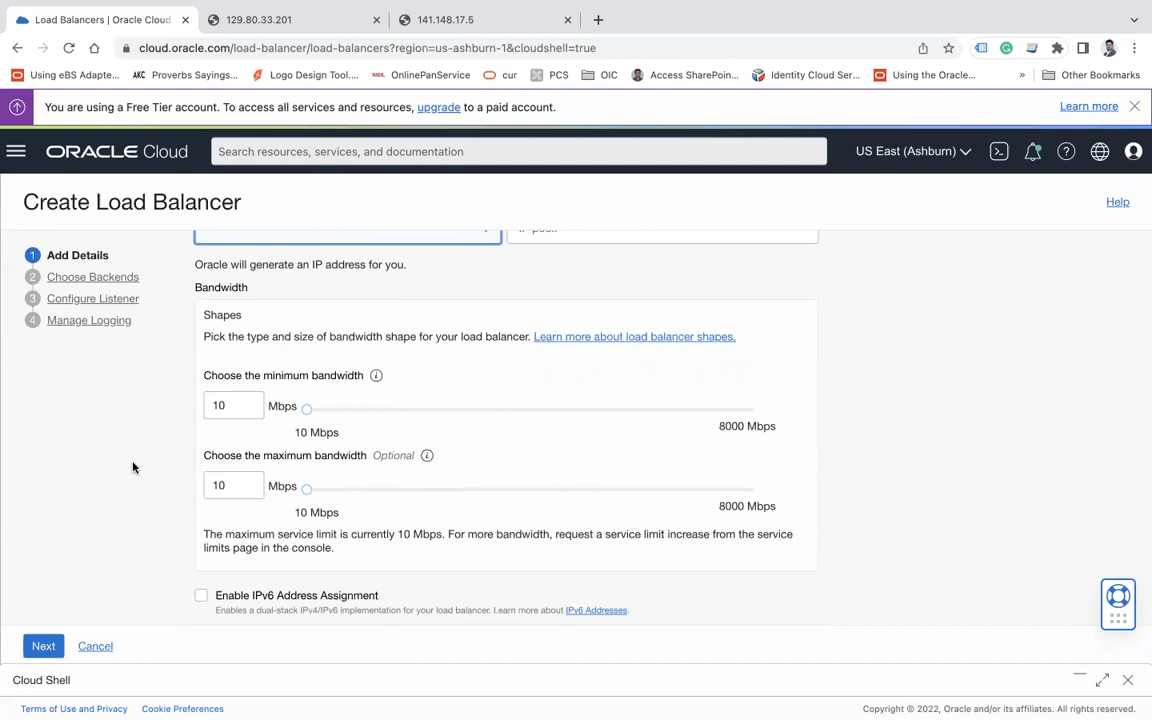 Load Balancers | Oracle Cloud
129.80.33.201
141.148.17.5
cloud.oracle.com/load-balancer/load-balancers?region=us-ashburn-1&cloudshell=true
Using eBS Adapte...
AKC Proverbs Sayings...
Logo Design Tool....
NSDL OnlinePanService
cur
PCS
OIC
Access SharePoin...
Identity Cloud Ser...
Using the Oracle...
»
Other Bookmarks
You are using a Free Tier account. To access all services and resources, upgrade to a paid account.
Learn more
ORACLE Cloud
Search resources, services, and documentation
US East (Ashburn)
Create Load Balancer
Help
1 Add Details
2 Choose Backends
3 Configure Listener
4 Manage Logging
Oracle will generate an IP address for you.
Bandwidth
Shapes
Pick the type and size of bandwidth shape for your load balancer. Learn more about load balancer shapes.
Choose the minimum bandwidth
10 Mbps
10 Mbps
8000 Mbps
Choose the maximum bandwidth Optional
10 Mbps
10 Mbps
8000 Mbps
The maximum service limit is currently 10 Mbps. For more bandwidth, request a service limit increase from the service
limits page in the console.
Enable IPv6 Address Assignment
Enables a dual-stack IPv4/IPv6 implementation for your load balancer. Learn more about IPv6 Addresses.
Next
Cancel
Cloud Shell
Terms of Use and Privacy
Cookie Preferences
Copyright © 2022, Oracle and/or its affiliates. All rights reserved.